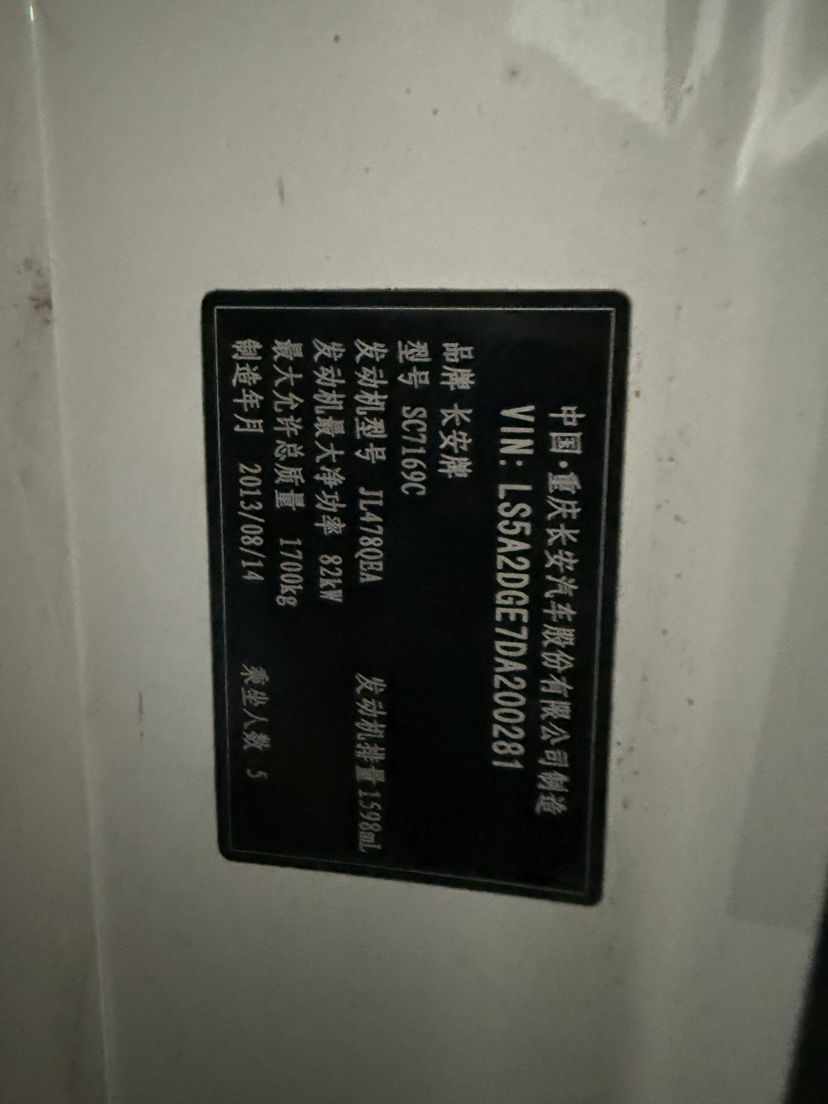 中国·重庆长安汽车股份有限公司制造
VIN: LS5A2DGE7DA200281
品牌 长安牌
型号 SC7169C
发动机型号 JL478QEA 发动机排量 1598mL
发动机最大净功率 82kW
最大允许总质量 1700kg
制造年月 2013/08/14 乘坐人数 5